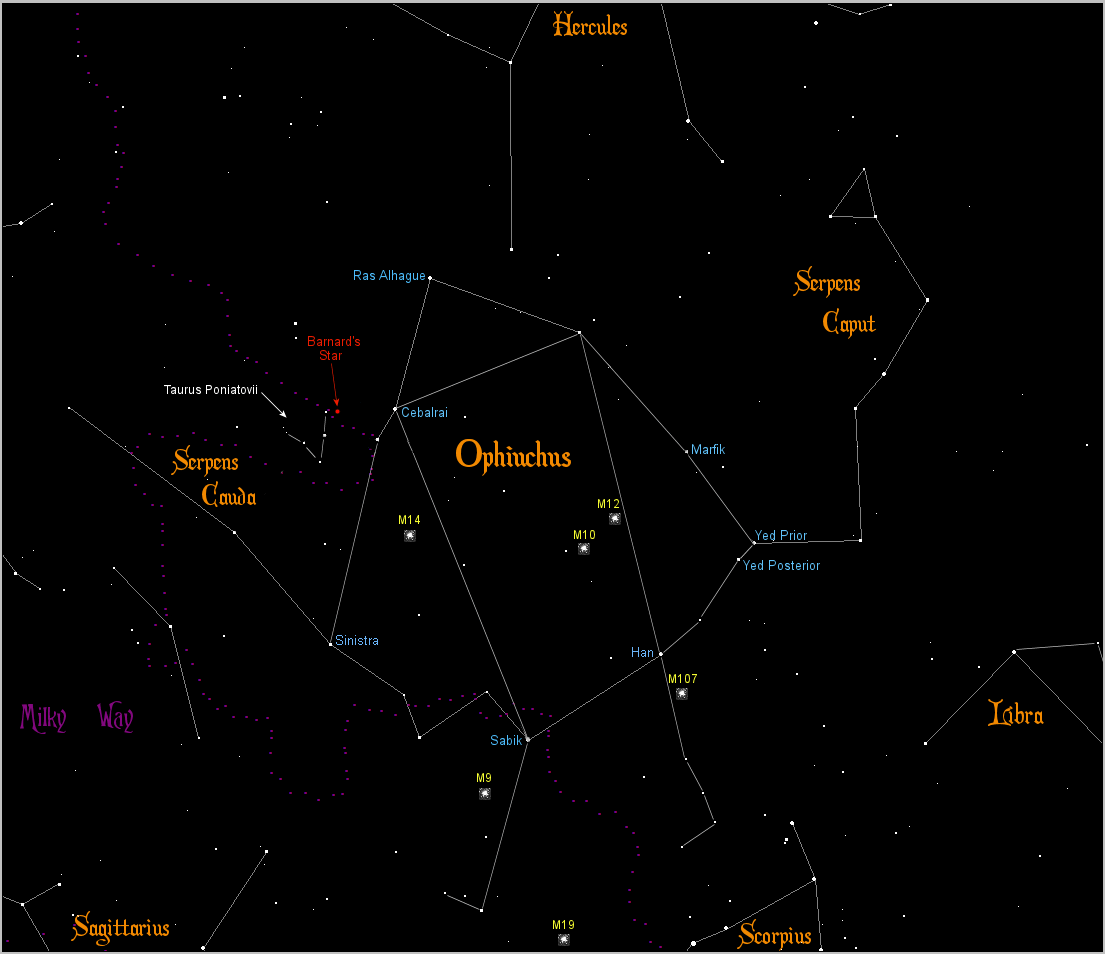 Hercules
Ras Alhague
Serpens
Caput
Barnard's
Star
Taurus Poniatovii
Cebalrai
Ophiuchus
Marfik
Serpens
Cauda
M12
M14
M10
Yed Prior
Yed Posterior
Sinistra
Han
M107
Milky Way
Libra
Sabik
M9
M19
Sagittarius
Scorpius